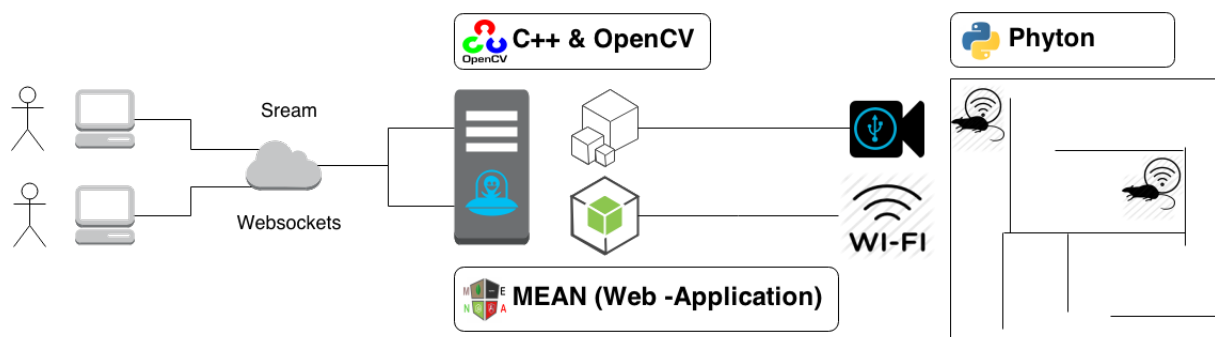 OpenCV
C++ & OpenCV
Phyton
Sream
Websockets
WI-FI
M E
N A
MEAN (Web -Application)